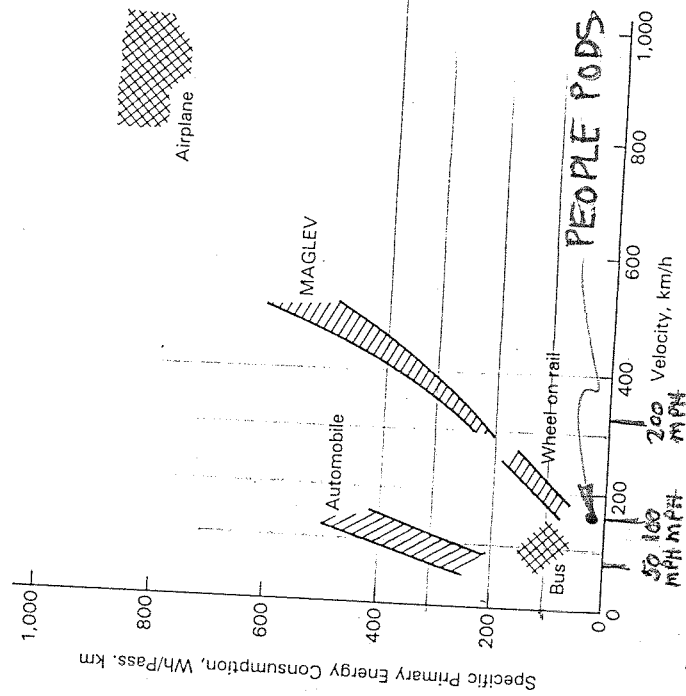 Specific Primary Energy Consumption, Wh/Pass. km
1,000
800
600
400
200
0
Airplane
MAGLEV
Automobile
Wheel on rail
Bus
PEOPLE PODS
0
200
400
600
800
1,000
Velocity, km/h
50 MPH
100 MPH
200 MPH